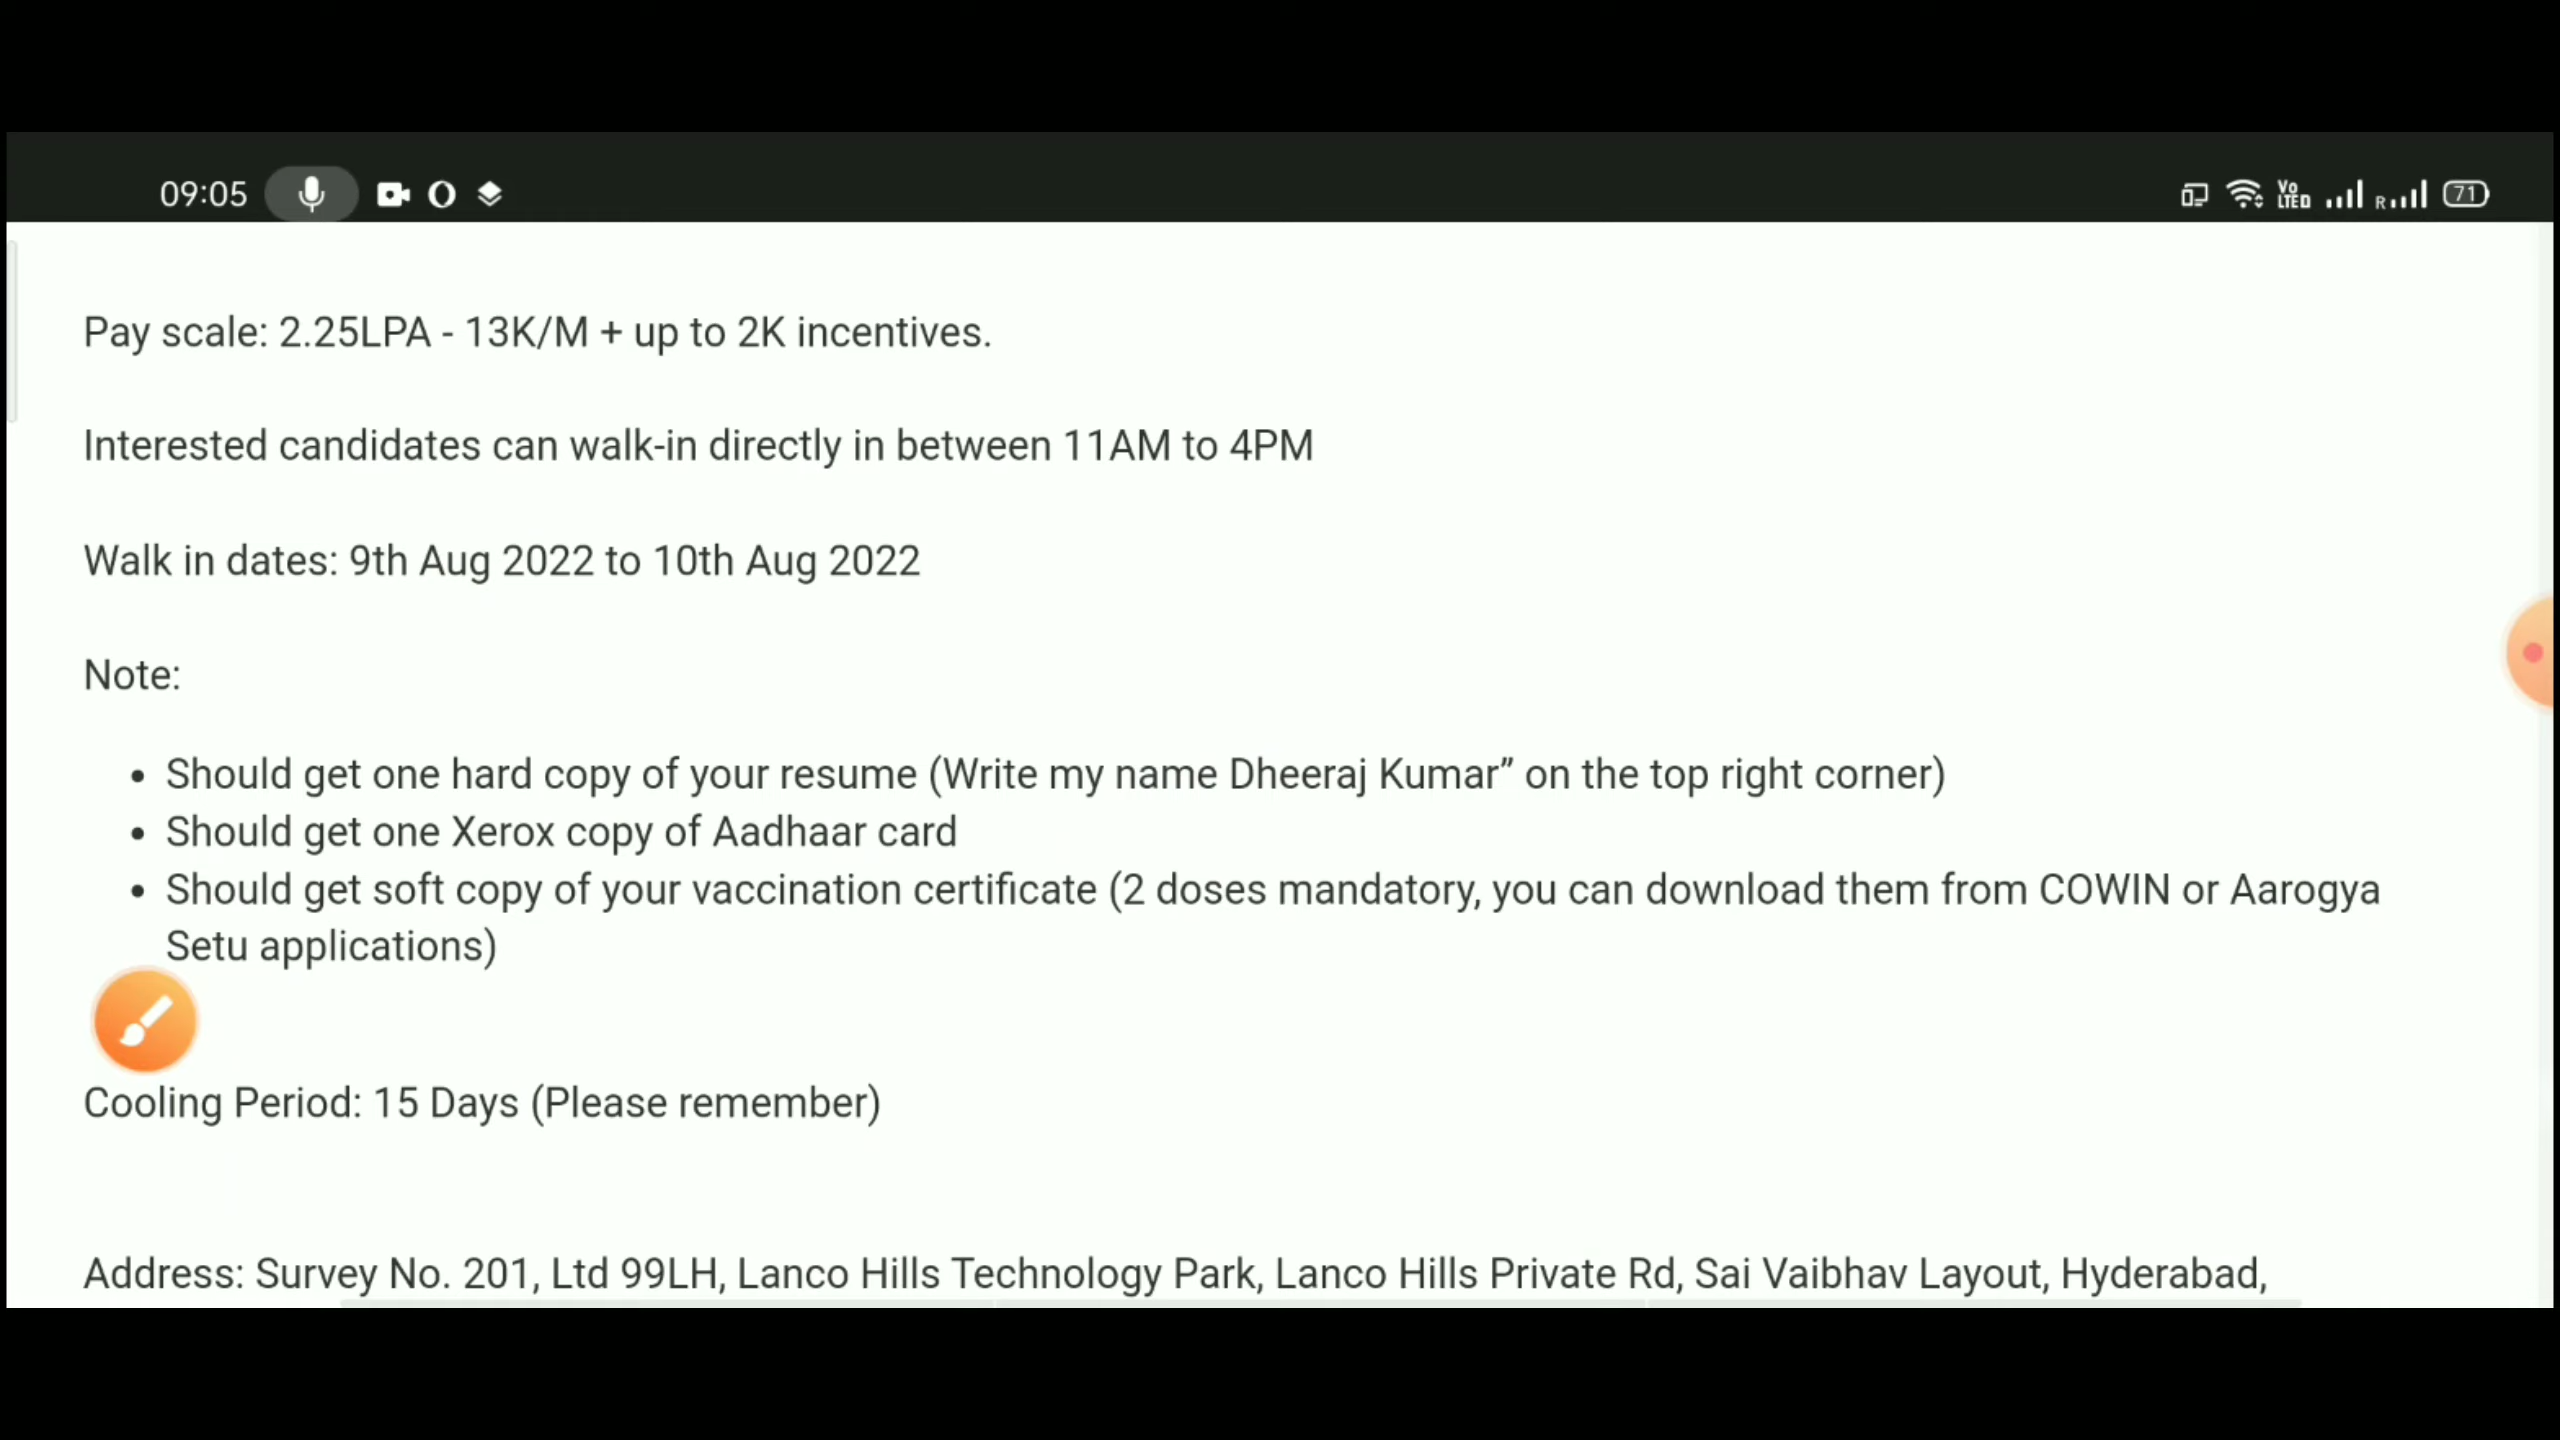 09:05
Vo
LTED
R
71
Pay scale: 2.25LPA - 13K/M + up to 2K incentives.
Interested candidates can walk-in directly in between 11AM to 4PM
Walk in dates: 9th Aug 2022 to 10th Aug 2022
Note:
• Should get one hard copy of your resume (Write my name Dheeraj Kumar” on the top right corner)
• Should get one Xerox copy of Aadhaar card
• Should get soft copy of your vaccination certificate (2 doses mandatory, you can download them from COWIN or Aarogya
Setu applications)
Cooling Period: 15 Days (Please remember)
Address: Survey No. 201, Ltd 99LH, Lanco Hills Technology Park, Lanco Hills Private Rd, Sai Vaibhav Layout, Hyderabad,